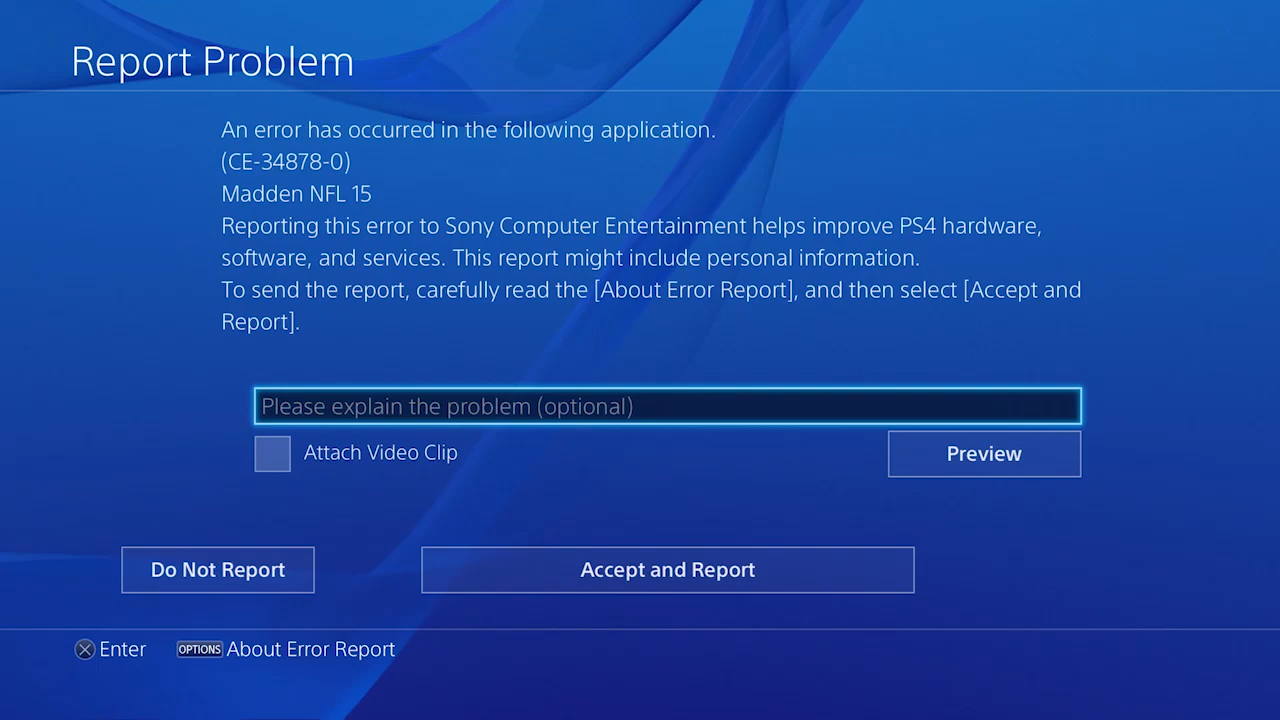 Report Problem
An error has occurred in the following application.
(CE-34878-0)
Madden NFL 15
Reporting this error to Sony Computer Entertainment helps improve PS4 hardware,
software, and services. This report might include personal information.
To send the report, carefully read the [About Error Report], and then select [Accept and
Report].
Please explain the problem (optional)
Attach Video Clip
Preview
Do Not Report
Accept and Report
Enter
OPTIONS About Error Report